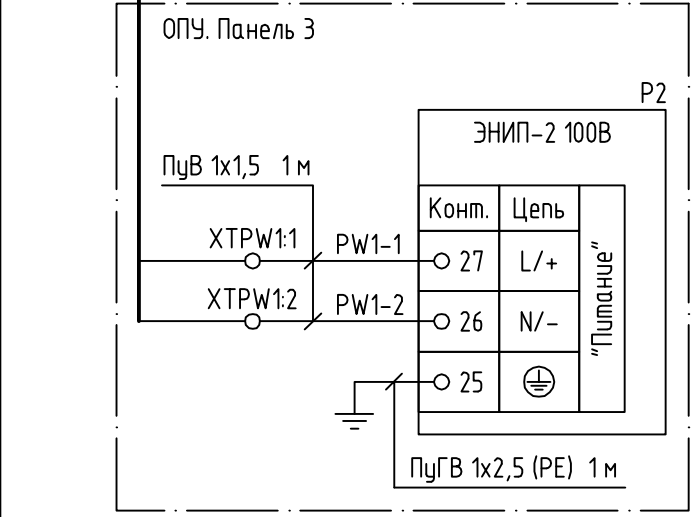 ОПУ. Панель 3
P2
ЭНИП-2 100В
ПуВ 1х1,5 1 м
Конт. Цепь
XTPW1:1 PW1-1 27 L/+
XTPW1:2 PW1-2 26 N/-
25
"Питание"
ПуГВ 1х2,5 (PE) 1 м